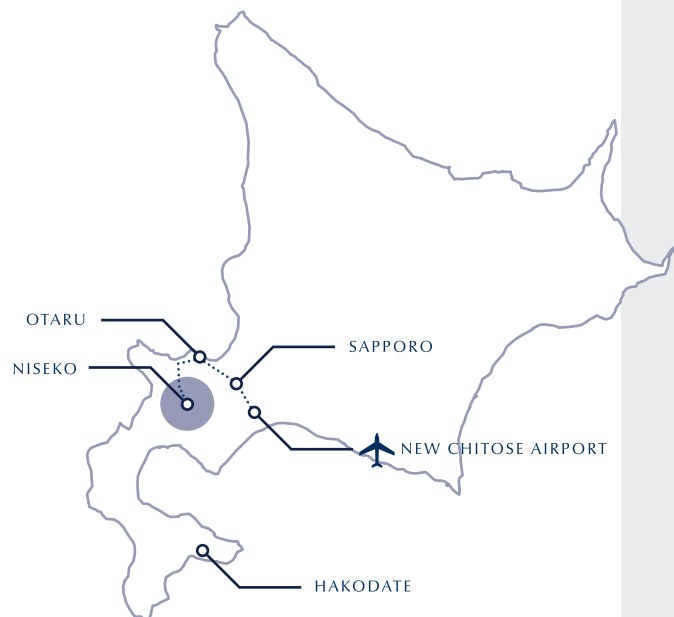 OTARU
SAPPORO
NISEKO
NEW CHITOSE AIRPORT
HAKODATE